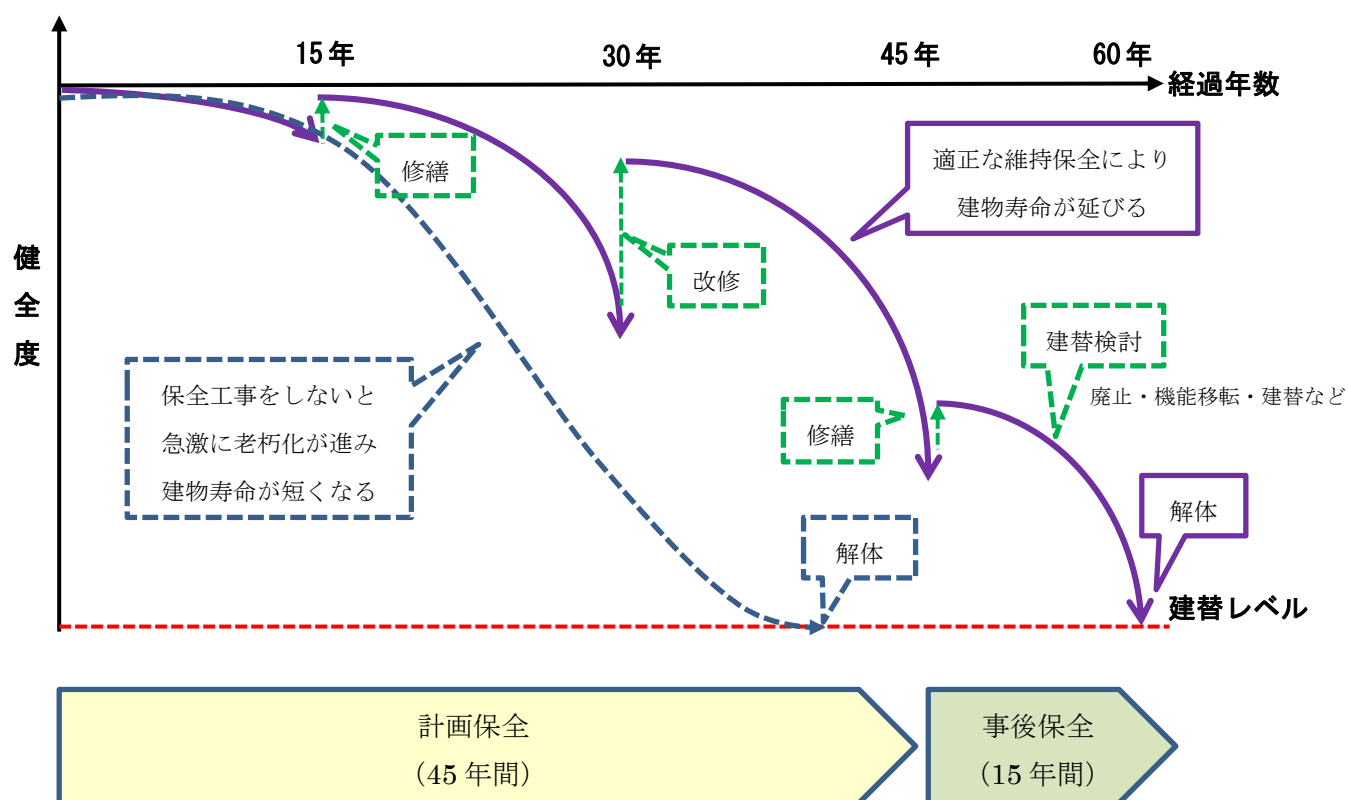 15年
30年
45年
60年
経過年数
健全度
修繕
適正な維持保全により
建物寿命が延びる
改修
建替検討
廃止・機能移転・建替など
保全工事をしないと
急激に老朽化が進み
建物寿命が短くなる
修繕
解体
解体
建替レベル
計画保全
（45年間）
事後保全
（15年間）